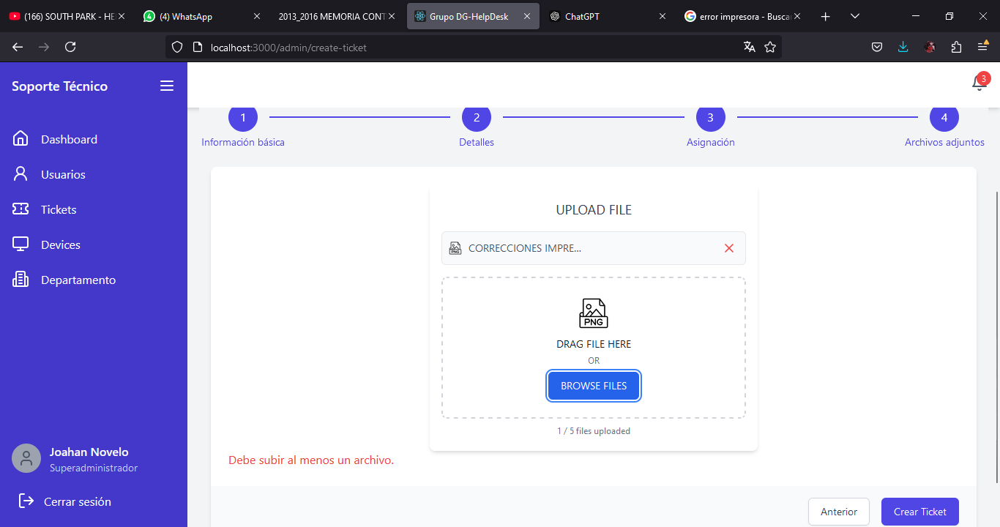 (166) SOUTH PARK - HE
(4) WhatsApp
2013_2016 MEMORIA CONT
Grupo DG-HelpDesk
ChatGPT
error impresora - Busca
localhost:3000/admin/create-ticket
Soporte Técnico
3
1
2
3
4
Información básica
Detalles
Asignación
Archivos adjuntos
Dashboard
Usuarios
Tickets
Devices
Departamento
UPLOAD FILE
PNG
CORRECCIONES IMPRE...
PNG
DRAG FILE HERE
OR
BROWSE FILES
1 / 5 files uploaded
Debe subir al menos un archivo.
Joahan Novelo
Superadministrador
Cerrar sesión
Anterior
Crear Ticket